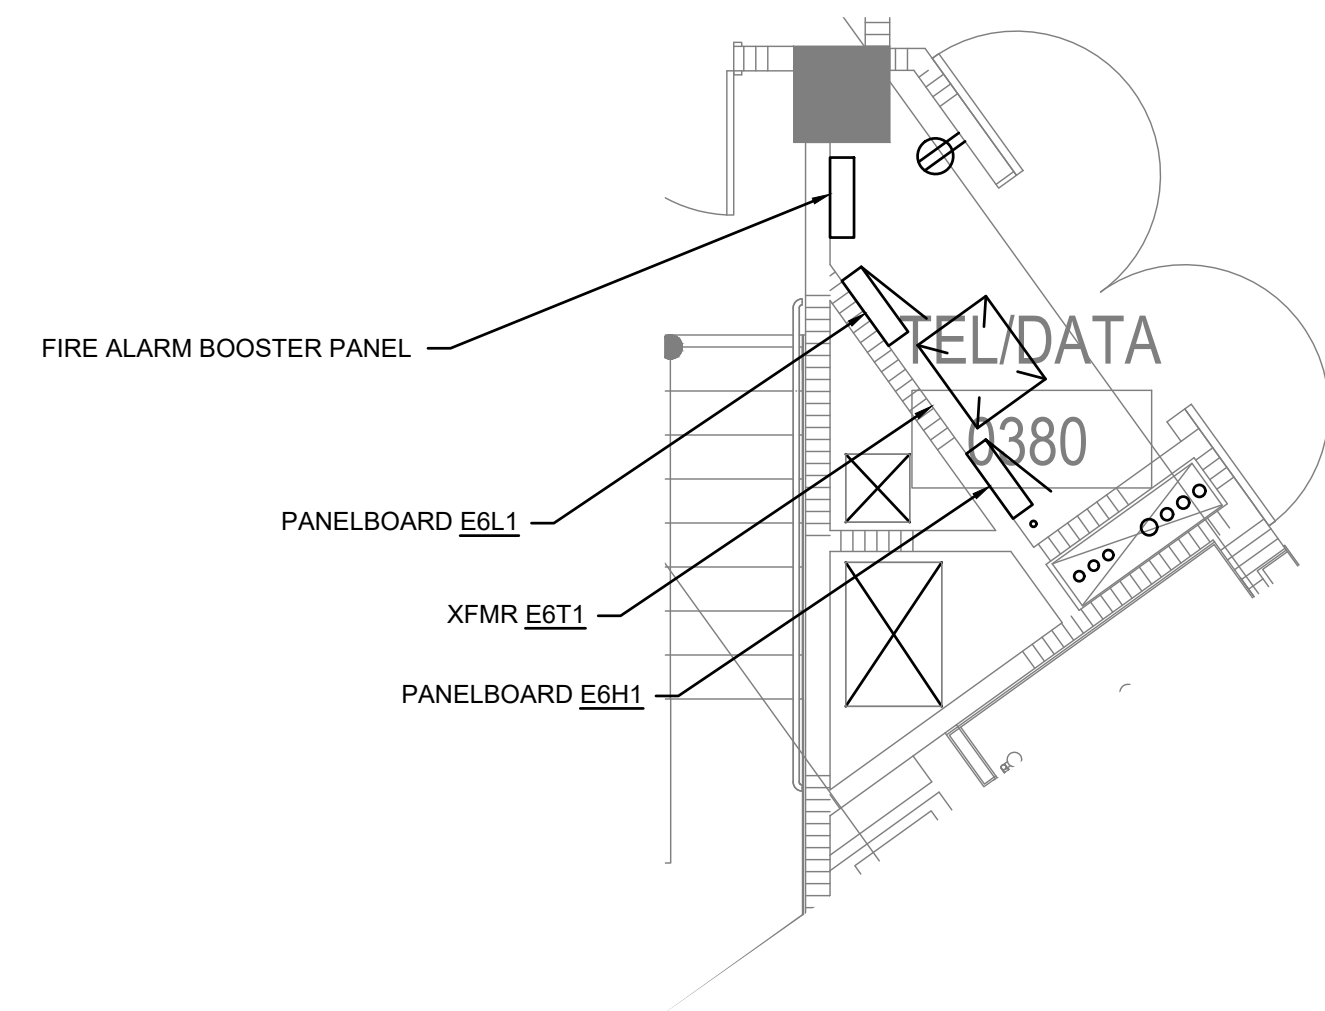 TEL/DATA
0380
FIRE ALARM BOOSTER PANEL
PANELBOARD E6L1
XFMR E6T1
PANELBOARD E6H1